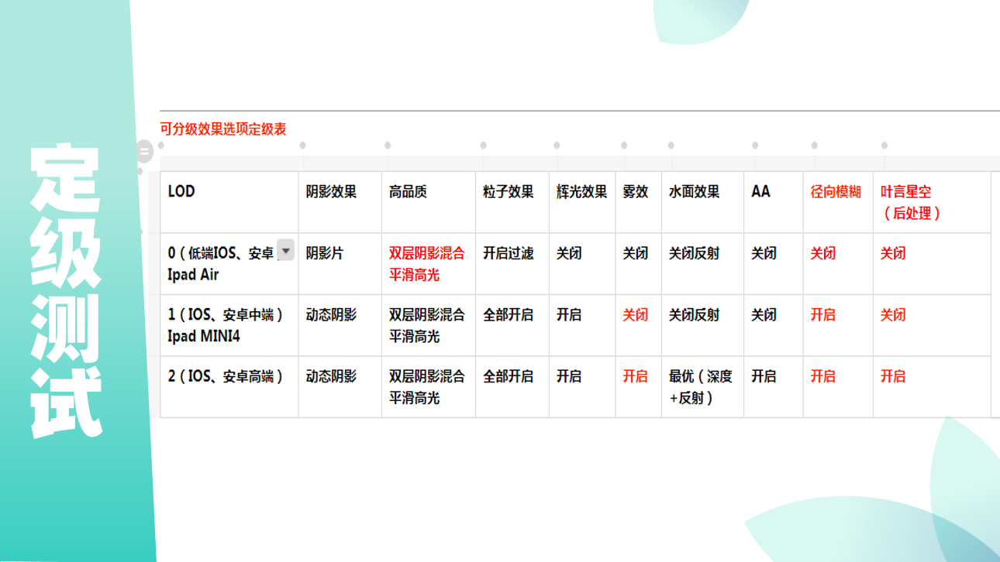 定级测试
可分级效果选项定级表
LOD 阴影效果 高品质 粒子效果 辉光效果 雾效 水面效果 AA 径向模糊 叶言星空
（后处理）
0（低端IOS、安卓 阴影片 双层阴影混合 开启过滤 关闭 关闭 关闭反射 关闭 关闭 关闭
Ipad Air 平滑高光
1（IOS、安卓中端） 动态阴影 双层阴影混合 全部开启 开启 关闭 关闭反射 关闭 开启 关闭
Ipad MINI4 平滑高光
2（IOS、安卓高端） 动态阴影 双层阴影混合 全部开启 开启 开启 最优（深度 开启 开启 开启
平滑高光 +反射）